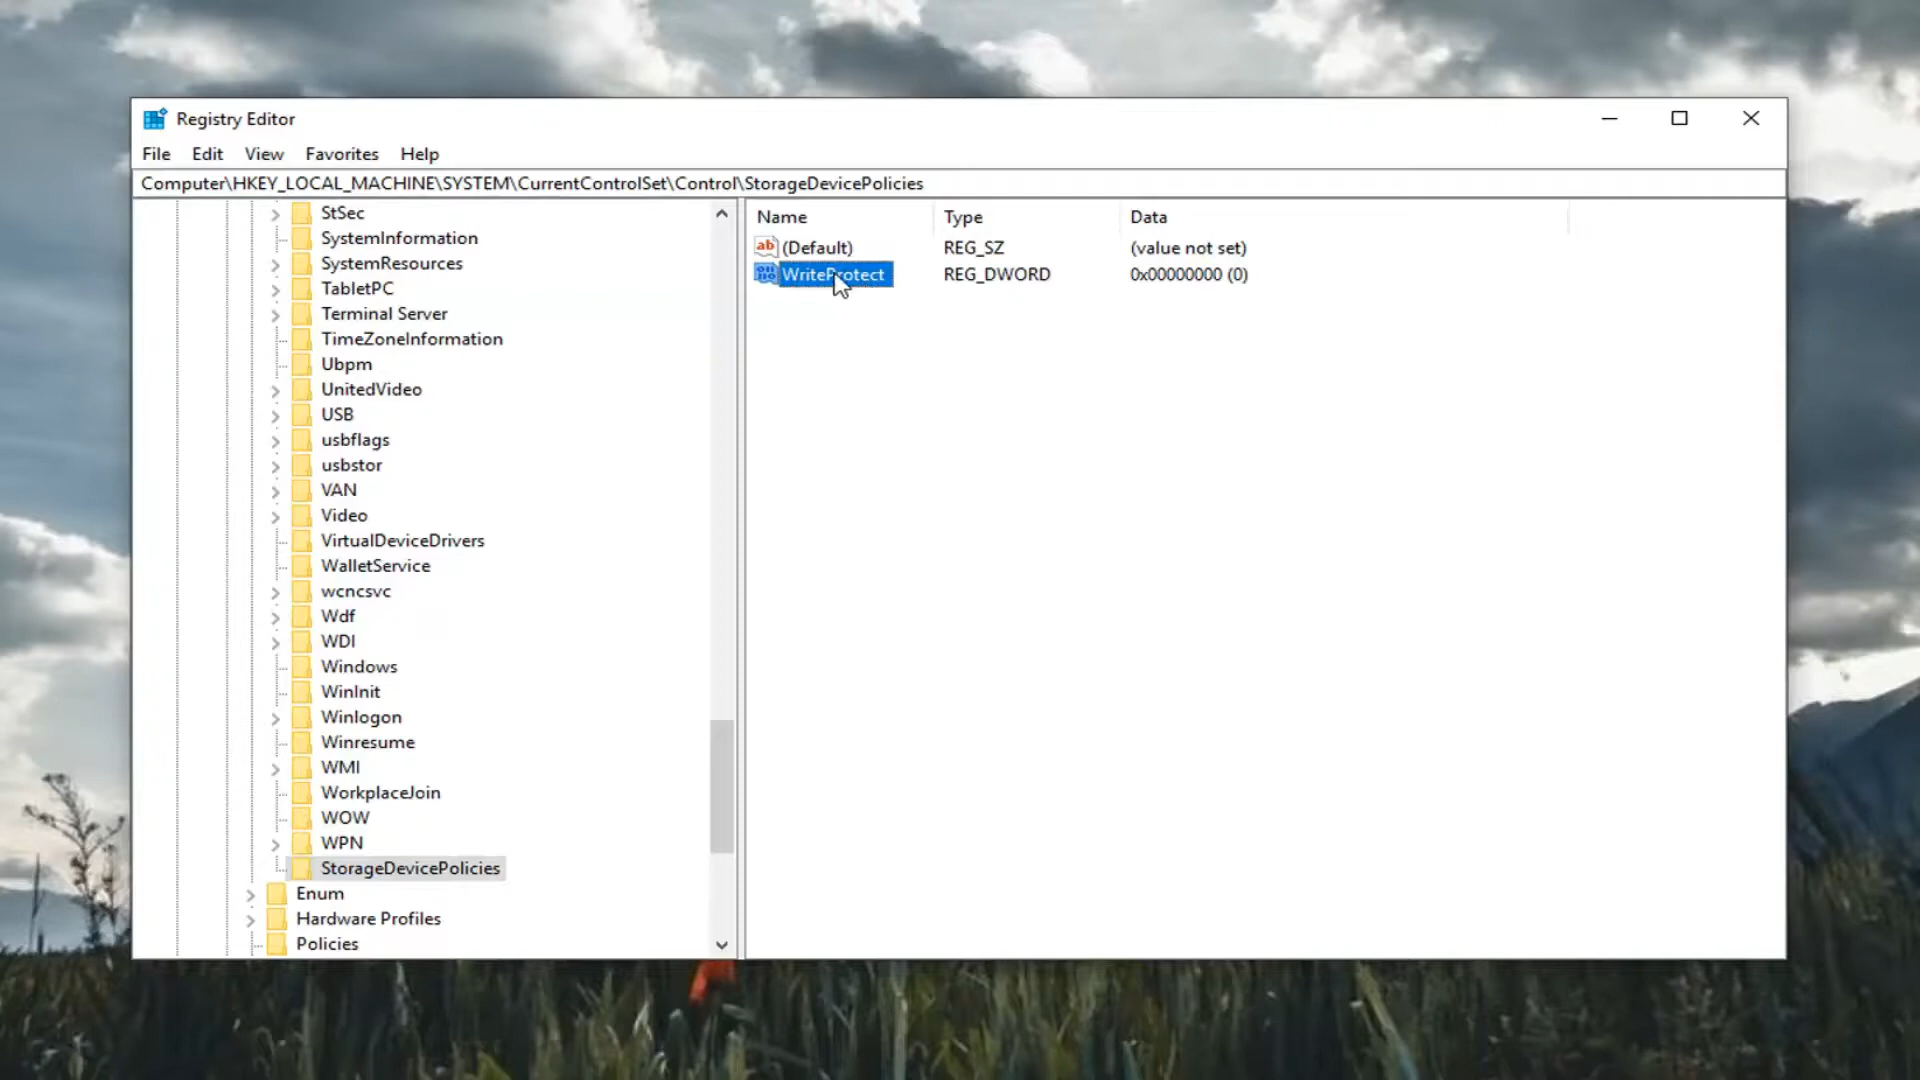 Registry Editor
File Edit View Favorites Help
Computer\HKEY_LOCAL_MACHINE\SYSTEM\CurrentControlSet\Control\StorageDevicePolicies
StSec
SystemInformation
SystemResources
TabletPC
Terminal Server
TimeZoneInformation
Ubpm
UnitedVideo
USB
usbflags
usbstor
VAN
Video
VirtualDeviceDrivers
WalletService
wcncsvc
Wdf
WDI
Windows
WinInit
Winlogon
Winresume
WMI
WorkplaceJoin
WOW
WPN
StorageDevicePolicies
Enum
Hardware Profiles
Policies
Name Type Data
(Default) REG_SZ (value not set)
WriteProtect REG_DWORD 0x00000000 (0)